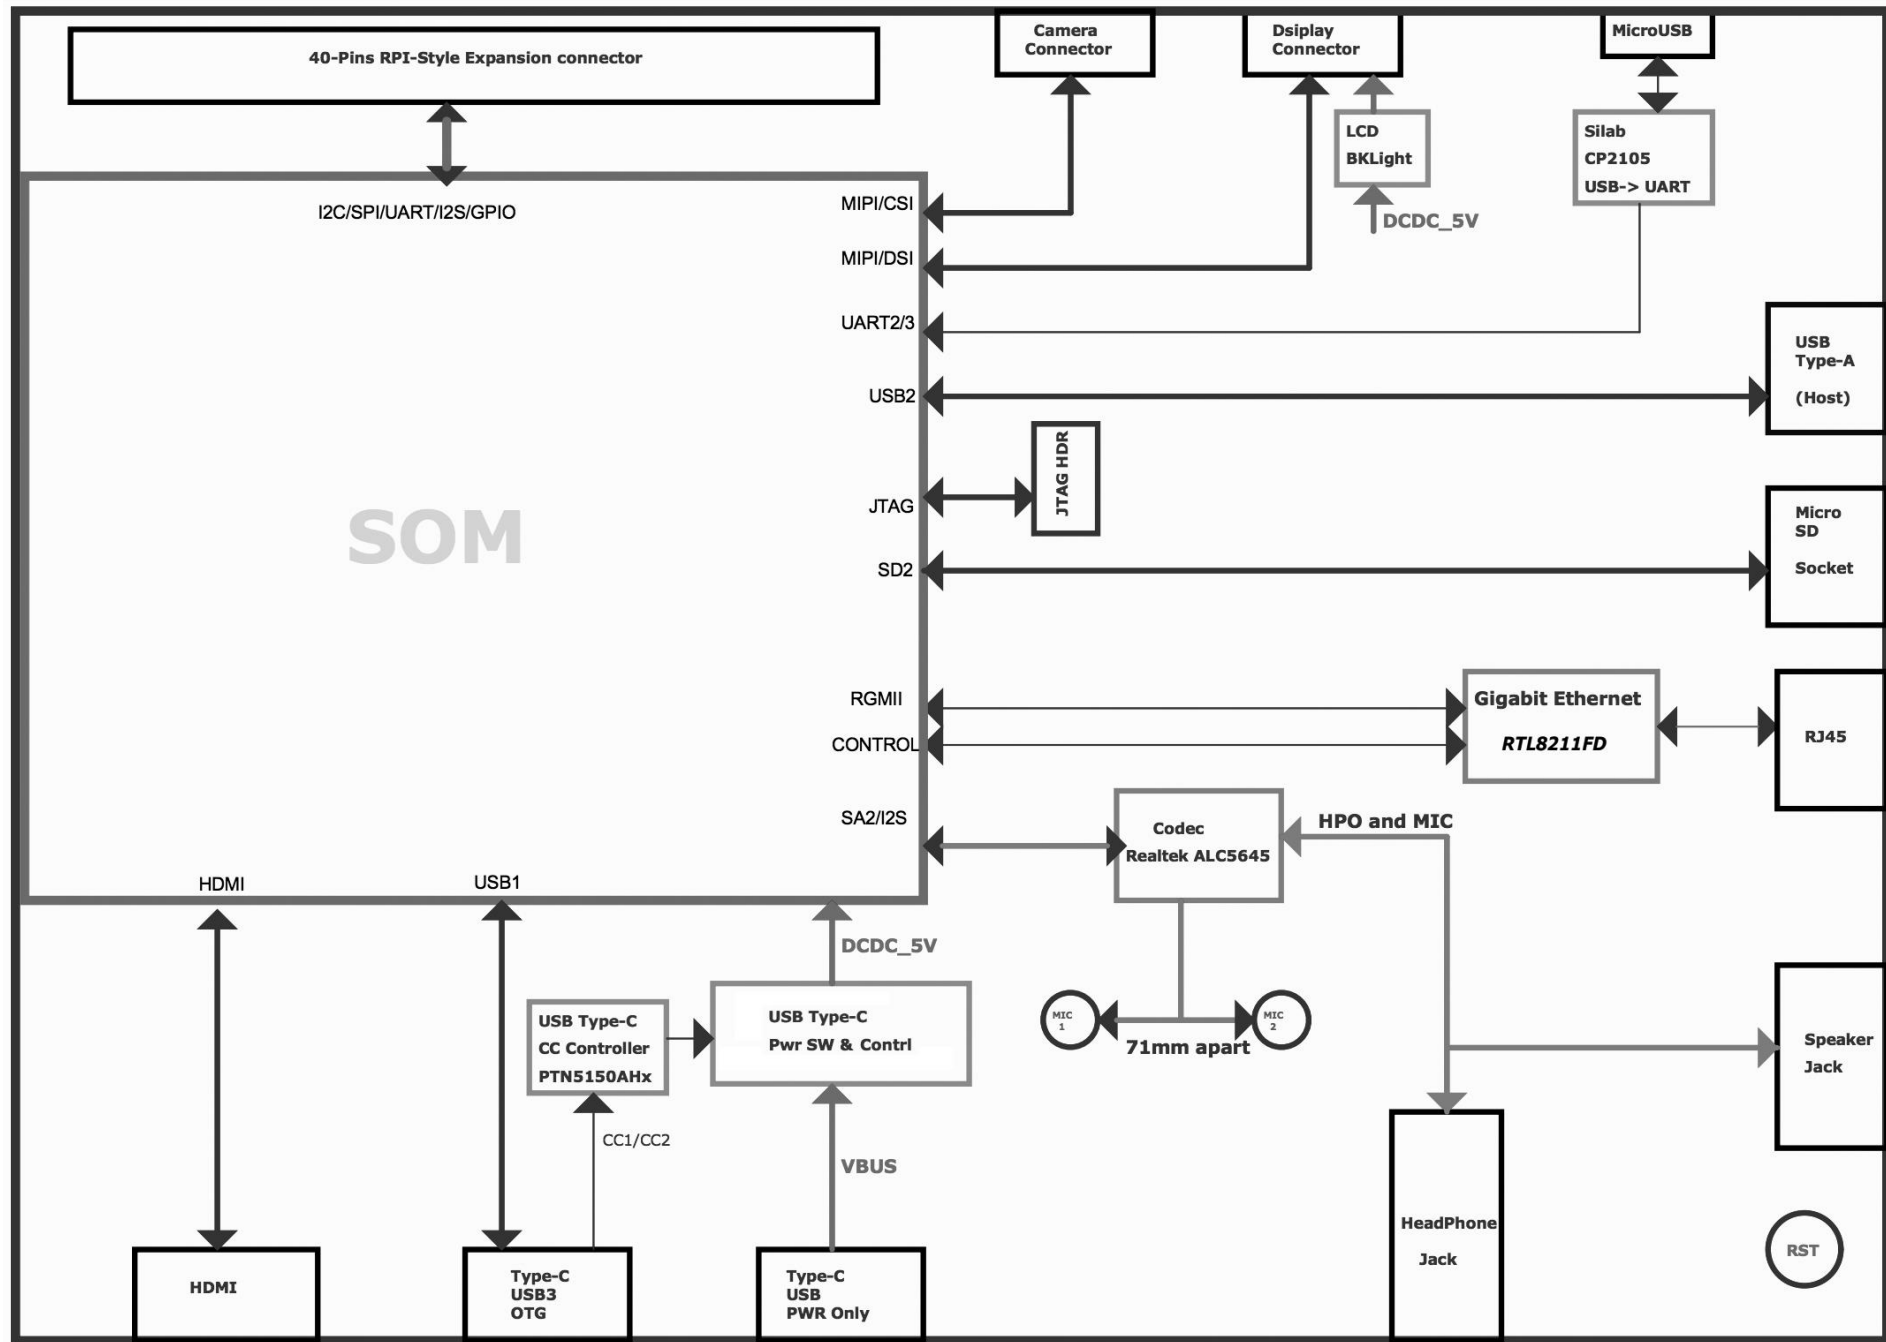 40-Pins RPI-Style Expansion connector
Camera
Connector
Dsiplay
Connector
MicroUSB
LCD
BKLight
DCDC_5V
Silab
CP2105
USB-> UART
I2C/SPI/UART/I2S/GPIO
MIPI/CSI
MIPI/DSI
UART2/3
USB2
JTAG
SD2
RGMII
CONTROL
SA2/I2S
HDMI
USB1
SOM
JTAG HDR
USB
Type-A
(Host)
Micro
SD
Socket
Gigabit Ethernet
RTL8211FD
RJ45
Codec
Realtek ALC5645
HPO and MIC
MIC
1
MIC
2
71mm apart
Speaker
Jack
HeadPhone
Jack
RST
DCDC_5V
USB Type-C
CC Controller
PTN5150AHx
USB Type-C
Pwr SW & Contrl
CC1/CC2
VBUS
HDMI
Type-C
USB3
OTG
Type-C
USB
PWR Only